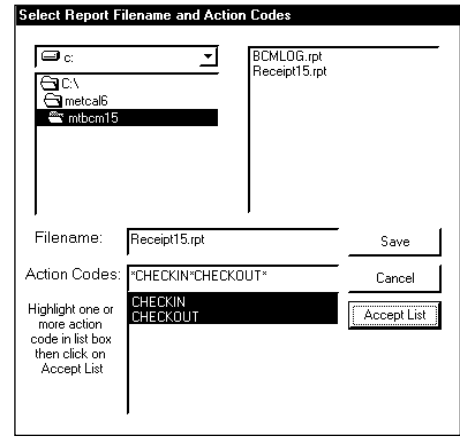 Select Report Filename and Action Codes
c:
C:\
metcal6
mtbcm15
BCMLOG.rpt
Receipt15.rpt
Filename:
Receipt15.rpt
Save
Action Codes:
*CHECKIN*CHECKOUT*
Cancel
Highlight one or
more action
code in list box
then click on
Accept List
CHECKIN
CHECKOUT
Accept List